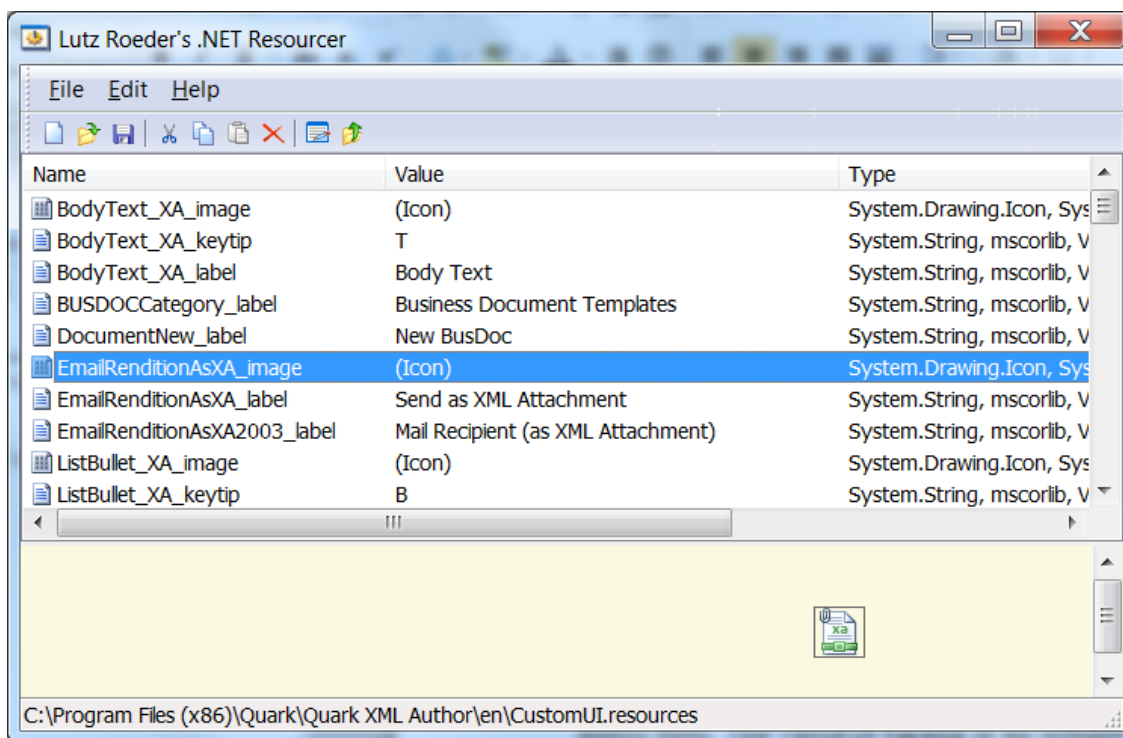 Lutz Roeder's .NET Resourcer
File Edit Help
Name Value Type
BodyText_XA_image (Icon) System.Drawing.Icon, Sys
BodyText_XA_keytip T System.String, mscorlib, V
BodyText_XA_label Body Text System.String, mscorlib, V
BUSDOCCategory_label Business Document Templates System.String, mscorlib, V
DocumentNew_label New BusDoc System.String, mscorlib, V
EmailRenditionAsXA_image (Icon) System.Drawing.Icon, Sys
EmailRenditionAsXA_label Send as XML Attachment System.String, mscorlib, V
EmailRenditionAsXA2003_label Mail Recipient (as XML Attachment) System.String, mscorlib, V
ListBullet_XA_image (Icon) System.Drawing.Icon, Sys
ListBullet_XA_keytip B System.String, mscorlib, V
xa
C:\Program Files (x86)\Quark\Quark XML Author\en\CustomUI.resources